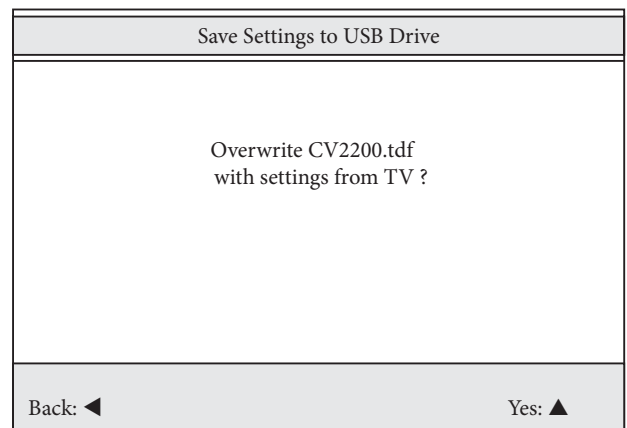 Save Settings to USB Drive
Overwrite CV2200.tdf
with settings from TV ?
Back: ◀ Yes: ▲